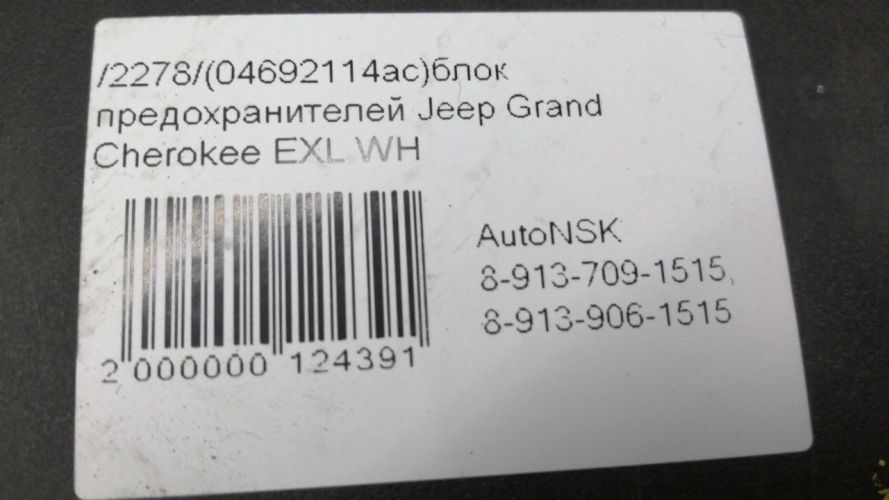 /2278/(04692114ac)блок
предохранителей Jeep Grand
Cherokee EXL WH
AutoNSK
8-913-709-1515,
8-913-906-1515
2 000000 124391